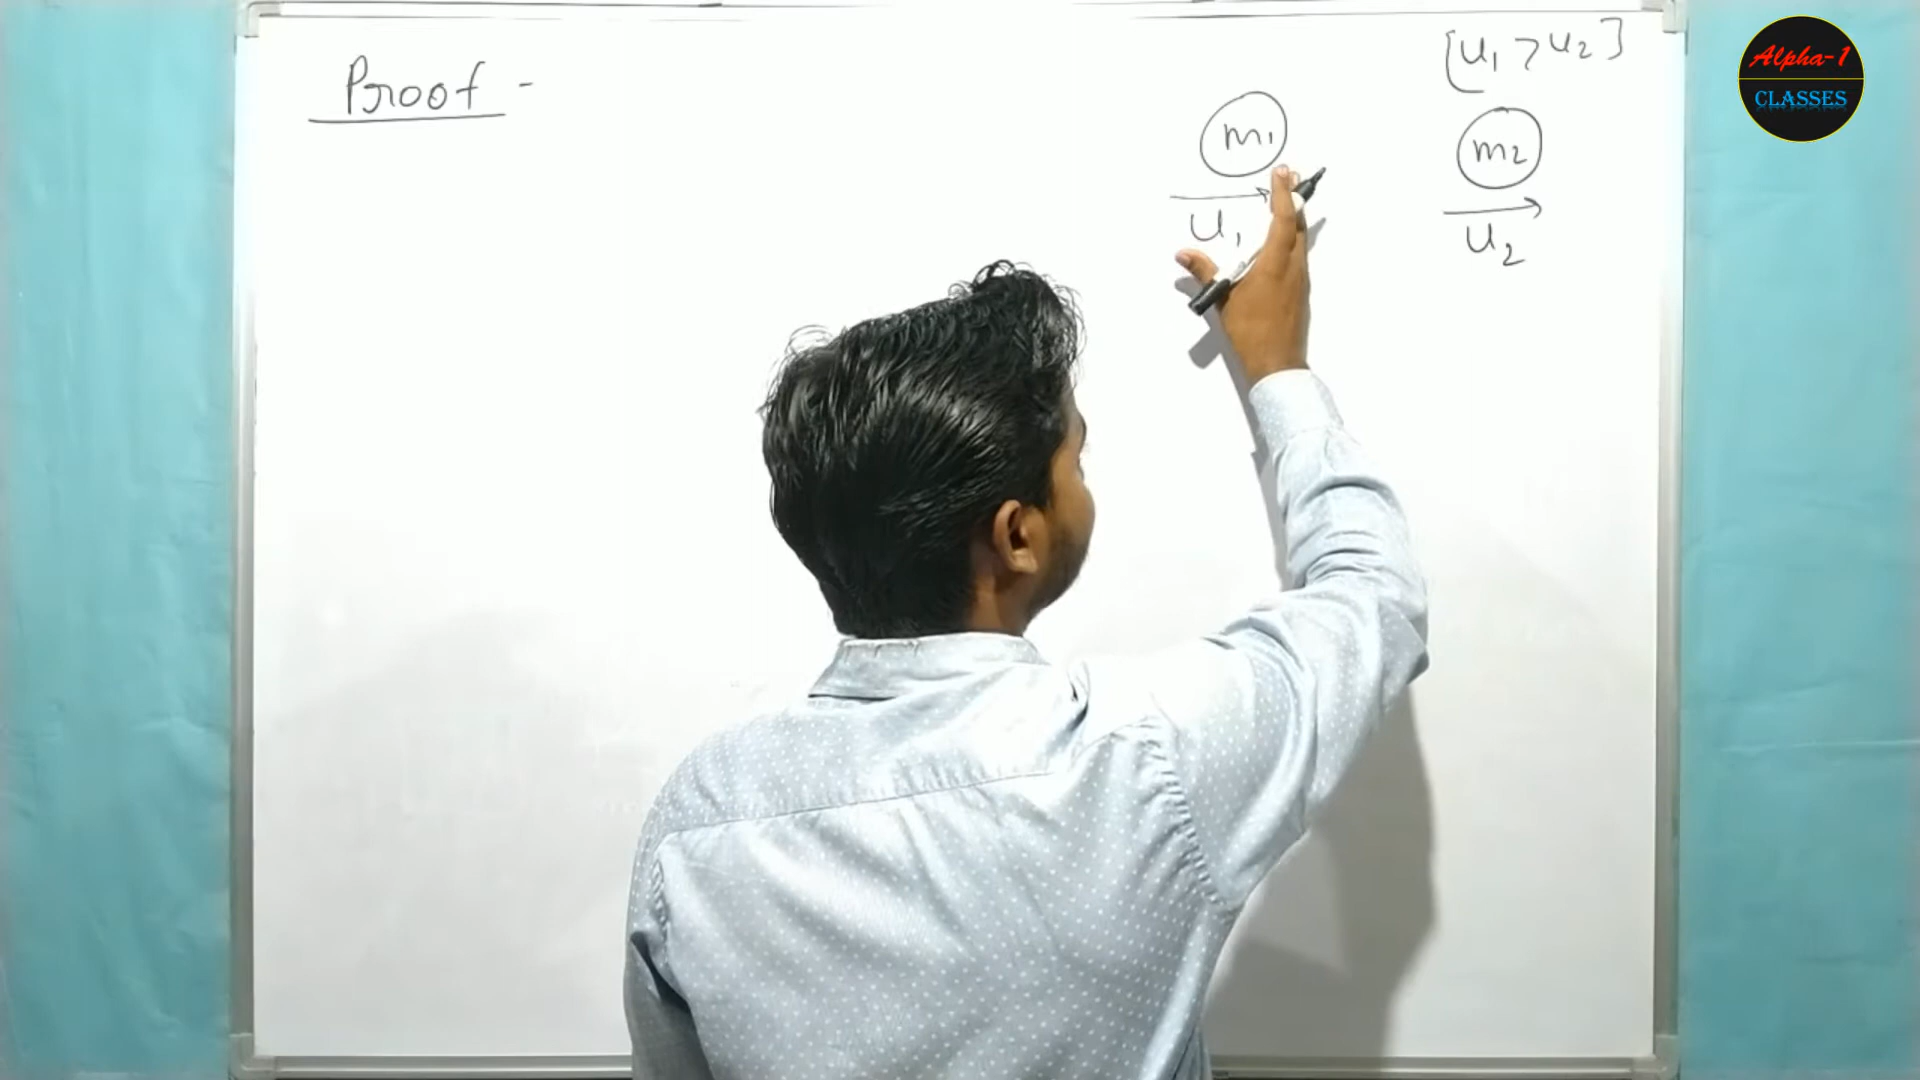 Proof -
[u₁ > u₂]
m₁
m₂
u₁
u₂
Alpha-1
CLASSES